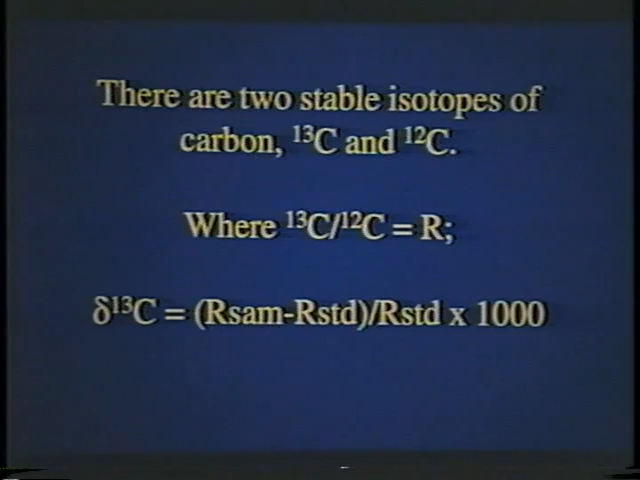 There are two stable isotopes of
carbon, ¹³C and ¹²C.
Where ¹³C/¹²C = R;
δ¹³C = (Rsam-Rstd)/Rstd x 1000